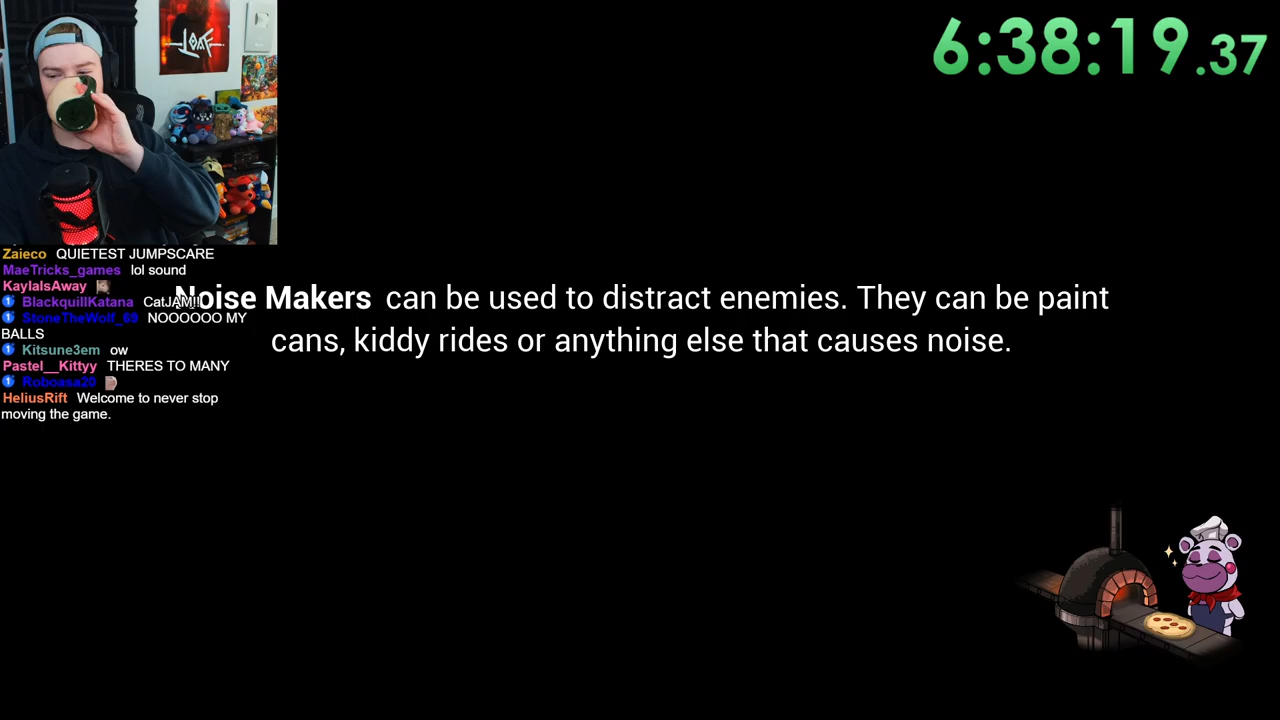 LOAF
6:38:19.37
Zaieco QUIETEST JUMPSCARE
MaeTricks_games lol sound
KaylaIsAway
BlackquillKatana CatJAM!!
StoneTheWolf_69 NOOOOOO MY
BALLS
Kitsune3em ow
Pastel__Kittyy THERES TO MANY
Roboasa20
HeliusRift Welcome to never stop
moving the game.
Noise Makers can be used to distract enemies. They can be paint
cans, kiddy rides or anything else that causes noise.